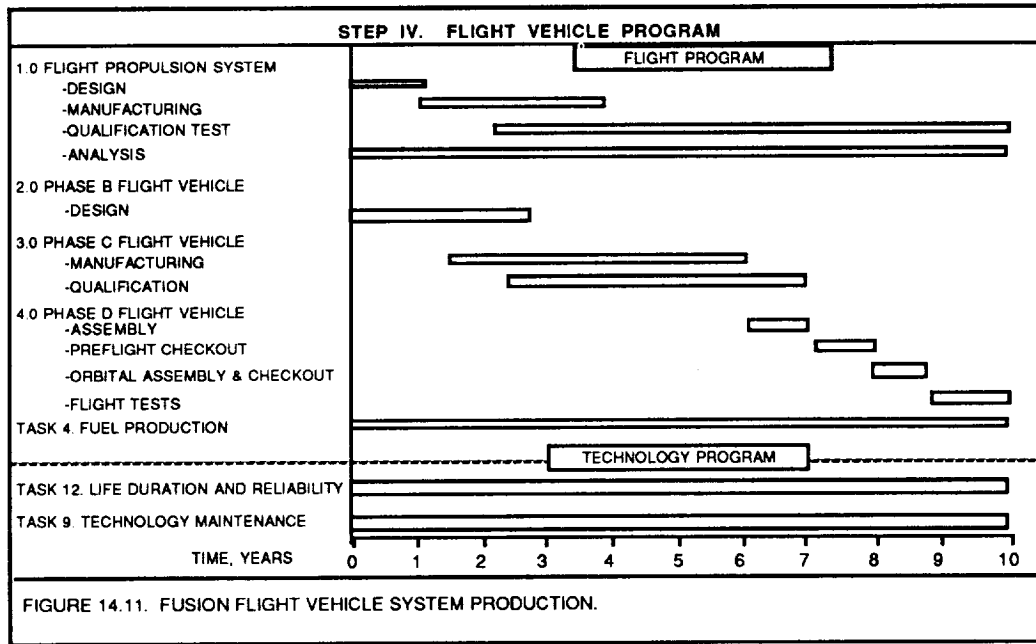 STEP IV. FLIGHT VEHICLE PROGRAM
FLIGHT PROGRAM
1.0 FLIGHT PROPULSION SYSTEM
-DESIGN
-MANUFACTURING
-QUALIFICATION TEST
-ANALYSIS
2.0 PHASE B FLIGHT VEHICLE
-DESIGN
3.0 PHASE C FLIGHT VEHICLE
-MANUFACTURING
-QUALIFICATION
4.0 PHASE D FLIGHT VEHICLE
-ASSEMBLY
-PREFLIGHT CHECKOUT
-ORBITAL ASSEMBLY & CHECKOUT
-FLIGHT TESTS
TASK 4. FUEL PRODUCTION
TECHNOLOGY PROGRAM
TASK 12. LIFE DURATION AND RELIABILITY
TASK 9. TECHNOLOGY MAINTENANCE
TIME, YEARS 0 1 2 3 4 5 6 7 8 9 10
FIGURE 14.11. FUSION FLIGHT VEHICLE SYSTEM PRODUCTION.